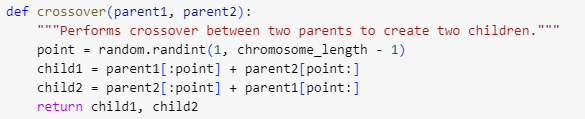 def crossover(parent1, parent2):
    """Performs crossover between two parents to create two children."""
    point = random.randint(1, chromosome_length - 1)
    child1 = parent1[:point] + parent2[point:]
    child2 = parent2[:point] + parent1[point:]
    return child1, child2